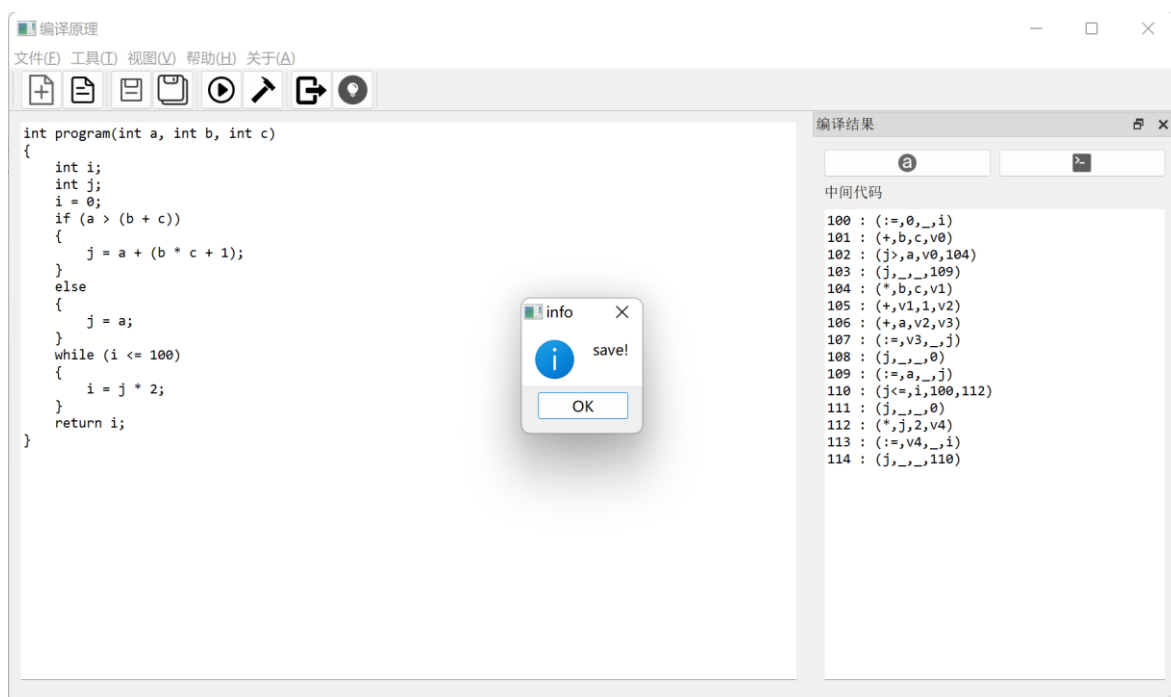 编译原理
文件(F) 工具(T) 视图(V) 帮助(H) 关于(A)
int program(int a, int b, int c)
{
    int i;
    int j;
    i = 0;
    if (a > (b + c))
    {
        j = a + (b * c + 1);
    }
    else
    {
        j = a;
    }
    while (i <= 100)
    {
        i = j * 2;
    }
    return i;
}
info
save!
OK
编译结果
a
中间代码
100 : (:=,0,_,i)
101 : (+,b,c,v0)
102 : (j>,a,v0,104)
103 : (j,_,_,109)
104 : (*,b,c,v1)
105 : (+,v1,1,v2)
106 : (+,a,v2,v3)
107 : (:=,v3,_,j)
108 : (j,_,_,0)
109 : (:=,a,_,j)
110 : (j<=,i,100,112)
111 : (j,_,_,0)
112 : (*,j,2,v4)
113 : (:=,v4,_,i)
114 : (j,_,_,110)